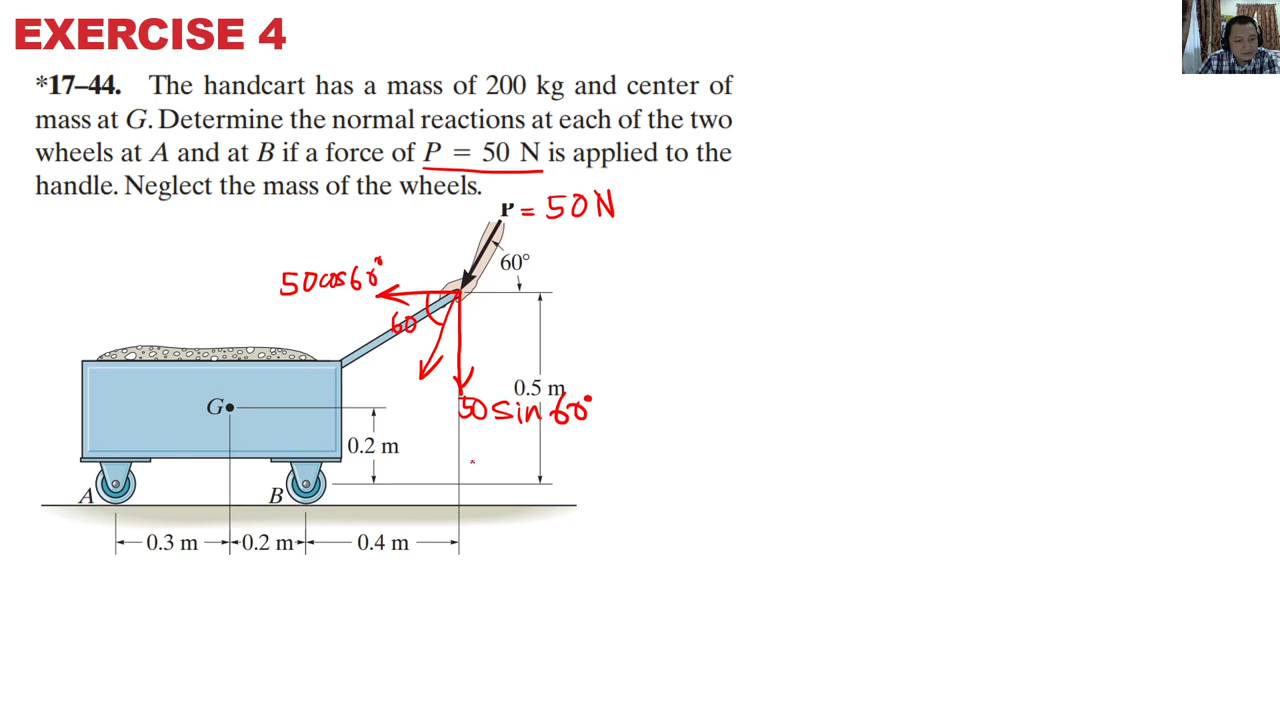 EXERCISE 4
*17–44. The handcart has a mass of 200 kg and center of
mass at G. Determine the normal reactions at each of the two
wheels at A and at B if a force of P = 50 N is applied to the
handle. Neglect the mass of the wheels.
P = 50 N
60°
50cos60°
60
0.5 m
50 sin 60°
G
0.2 m
A
B
0.3 m
0.2 m
0.4 m